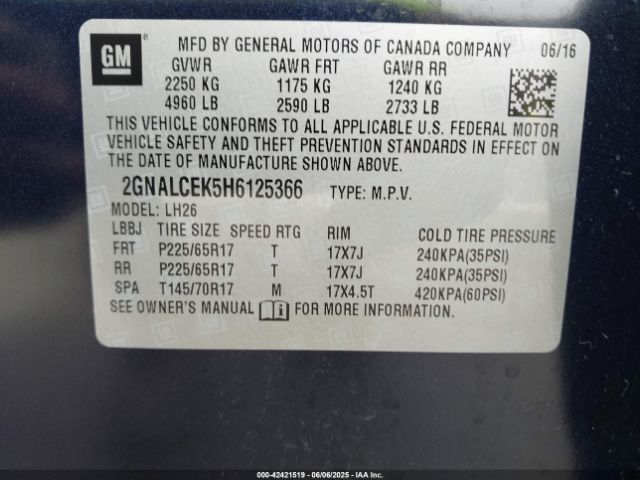 GM
MFD BY GENERAL MOTORS OF CANADA COMPANY 06/16
GVWR GAWR FRT GAWR RR
2250 KG 1175 KG 1240 KG
4960 LB 2590 LB 2733 LB
THIS VEHICLE CONFORMS TO ALL APPLICABLE U.S. FEDERAL MOTOR
VEHICLE SAFETY AND THEFT PREVENTION STANDARDS IN EFFECT ON
THE DATE OF MANUFACTURE SHOWN ABOVE.
2GNALCEK5H6125366 TYPE: M.P.V.
MODEL: LH26
LBBJ TIRE SIZE SPEED RTG RIM COLD TIRE PRESSURE
FRT P225/65R17 T 17X7J 240KPA(35PSI)
RR P225/65R17 T 17X7J 240KPA(35PSI)
SPA T145/70R17 M 17X4.5T 420KPA(60PSI)
SEE OWNER'S MANUAL i FOR MORE INFORMATION.
000-42421519 - 06/06/2025 - IAA Holdings, LLC.